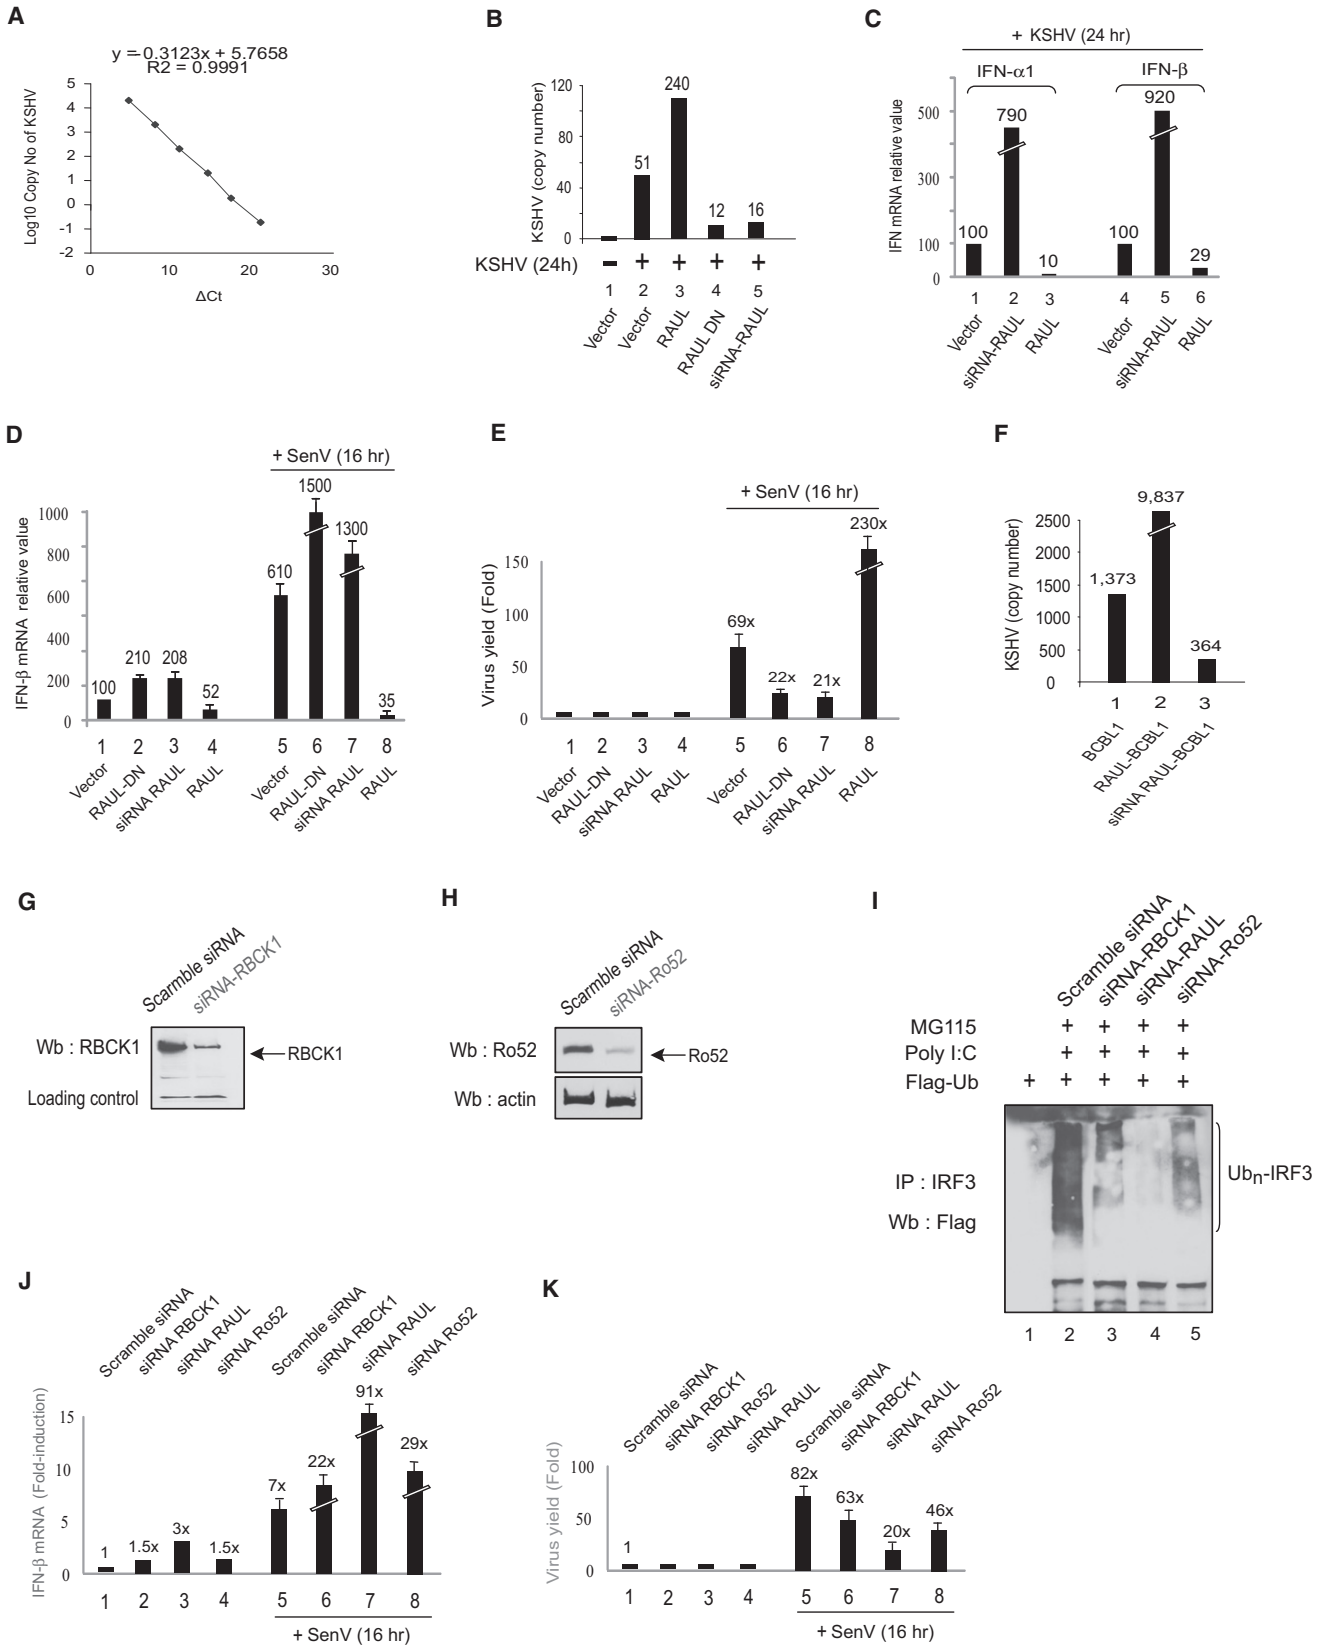 A
y =-0.3123x + 5.7658
R2 = 0.9991
Log10 Copy No of KSHV
5
4
3
2
1
0
-1
-2
0 10 20 30
ΔCt
B
KSHV (copy number)
120
80
40
0
51
240
12
16
KSHV (24h) – + + + +
1 2 3 4 5
Vector
Vector
RAUL
RAUL DN
siRNA-RAUL
C
+ KSHV (24 hr)
IFN-α1
IFN-β
IFN mRNA relative value
500
300
100
0
100
790
10
100
920
29
1 2 3 4 5 6
Vector
siRNA-RAUL
RAUL
Vector
siRNA-RAUL
RAUL
D
+ SenV (16 hr)
IFN-β mRNA relative value
1000
800
600
400
200
0
100
210
208
52
610
1500
1300
35
1 2 3 4 5 6 7 8
Vector
RAUL-DN
siRNA RAUL
RAUL
Vector
RAUL-DN
siRNA RAUL
RAUL
E
+ SenV (16 hr)
Virus yield (Fold)
150
100
50
0
69x
22x
21x
230x
1 2 3 4 5 6 7 8
Vector
RAUL-DN
siRNA RAUL
RAUL
Vector
RAUL-DN
siRNA RAUL
RAUL
F
KSHV (copy number)
2500
2000
1500
1000
500
0
1,373
9,837
364
1 2 3
BCBL1
RAUL-BCBL1
siRNA RAUL-BCBL1
G
Scarmble siRNA
siRNA-RBCK1
Wb : RBCK1
RBCK1
Loading control
H
Scarmble siRNA
siRNA-Ro52
Wb : Ro52
Ro52
Wb : actin
I
Scramble siRNA
siRNA-RBCK1
siRNA-RAUL
siRNA-Ro52
MG115 + + + +
Poly I:C + + + +
Flag-Ub + + + + +
IP : IRF3
Wb : Flag
Ubn-IRF3
1 2 3 4 5
J
Scramble siRNA
siRNA RBCK1
siRNA RAUL
siRNA Ro52
Scramble siRNA
siRNA RBCK1
siRNA RAUL
siRNA Ro52
IFN-β mRNA (Fold-induction)
15
10
5
0
1
1.5x
3x
1.5x
7x
22x
91x
29x
1 2 3 4 5 6 7 8
+ SenV (16 hr)
K
Scramble siRNA
siRNA RBCK1
siRNA Ro52
siRNA RAUL
Scramble siRNA
siRNA RBCK1
siRNA RAUL
siRNA Ro52
Virus yield (Fold)
100
50
0
1
82x
63x
20x
46x
1 2 3 4 5 6 7 8
+ SenV (16 hr)